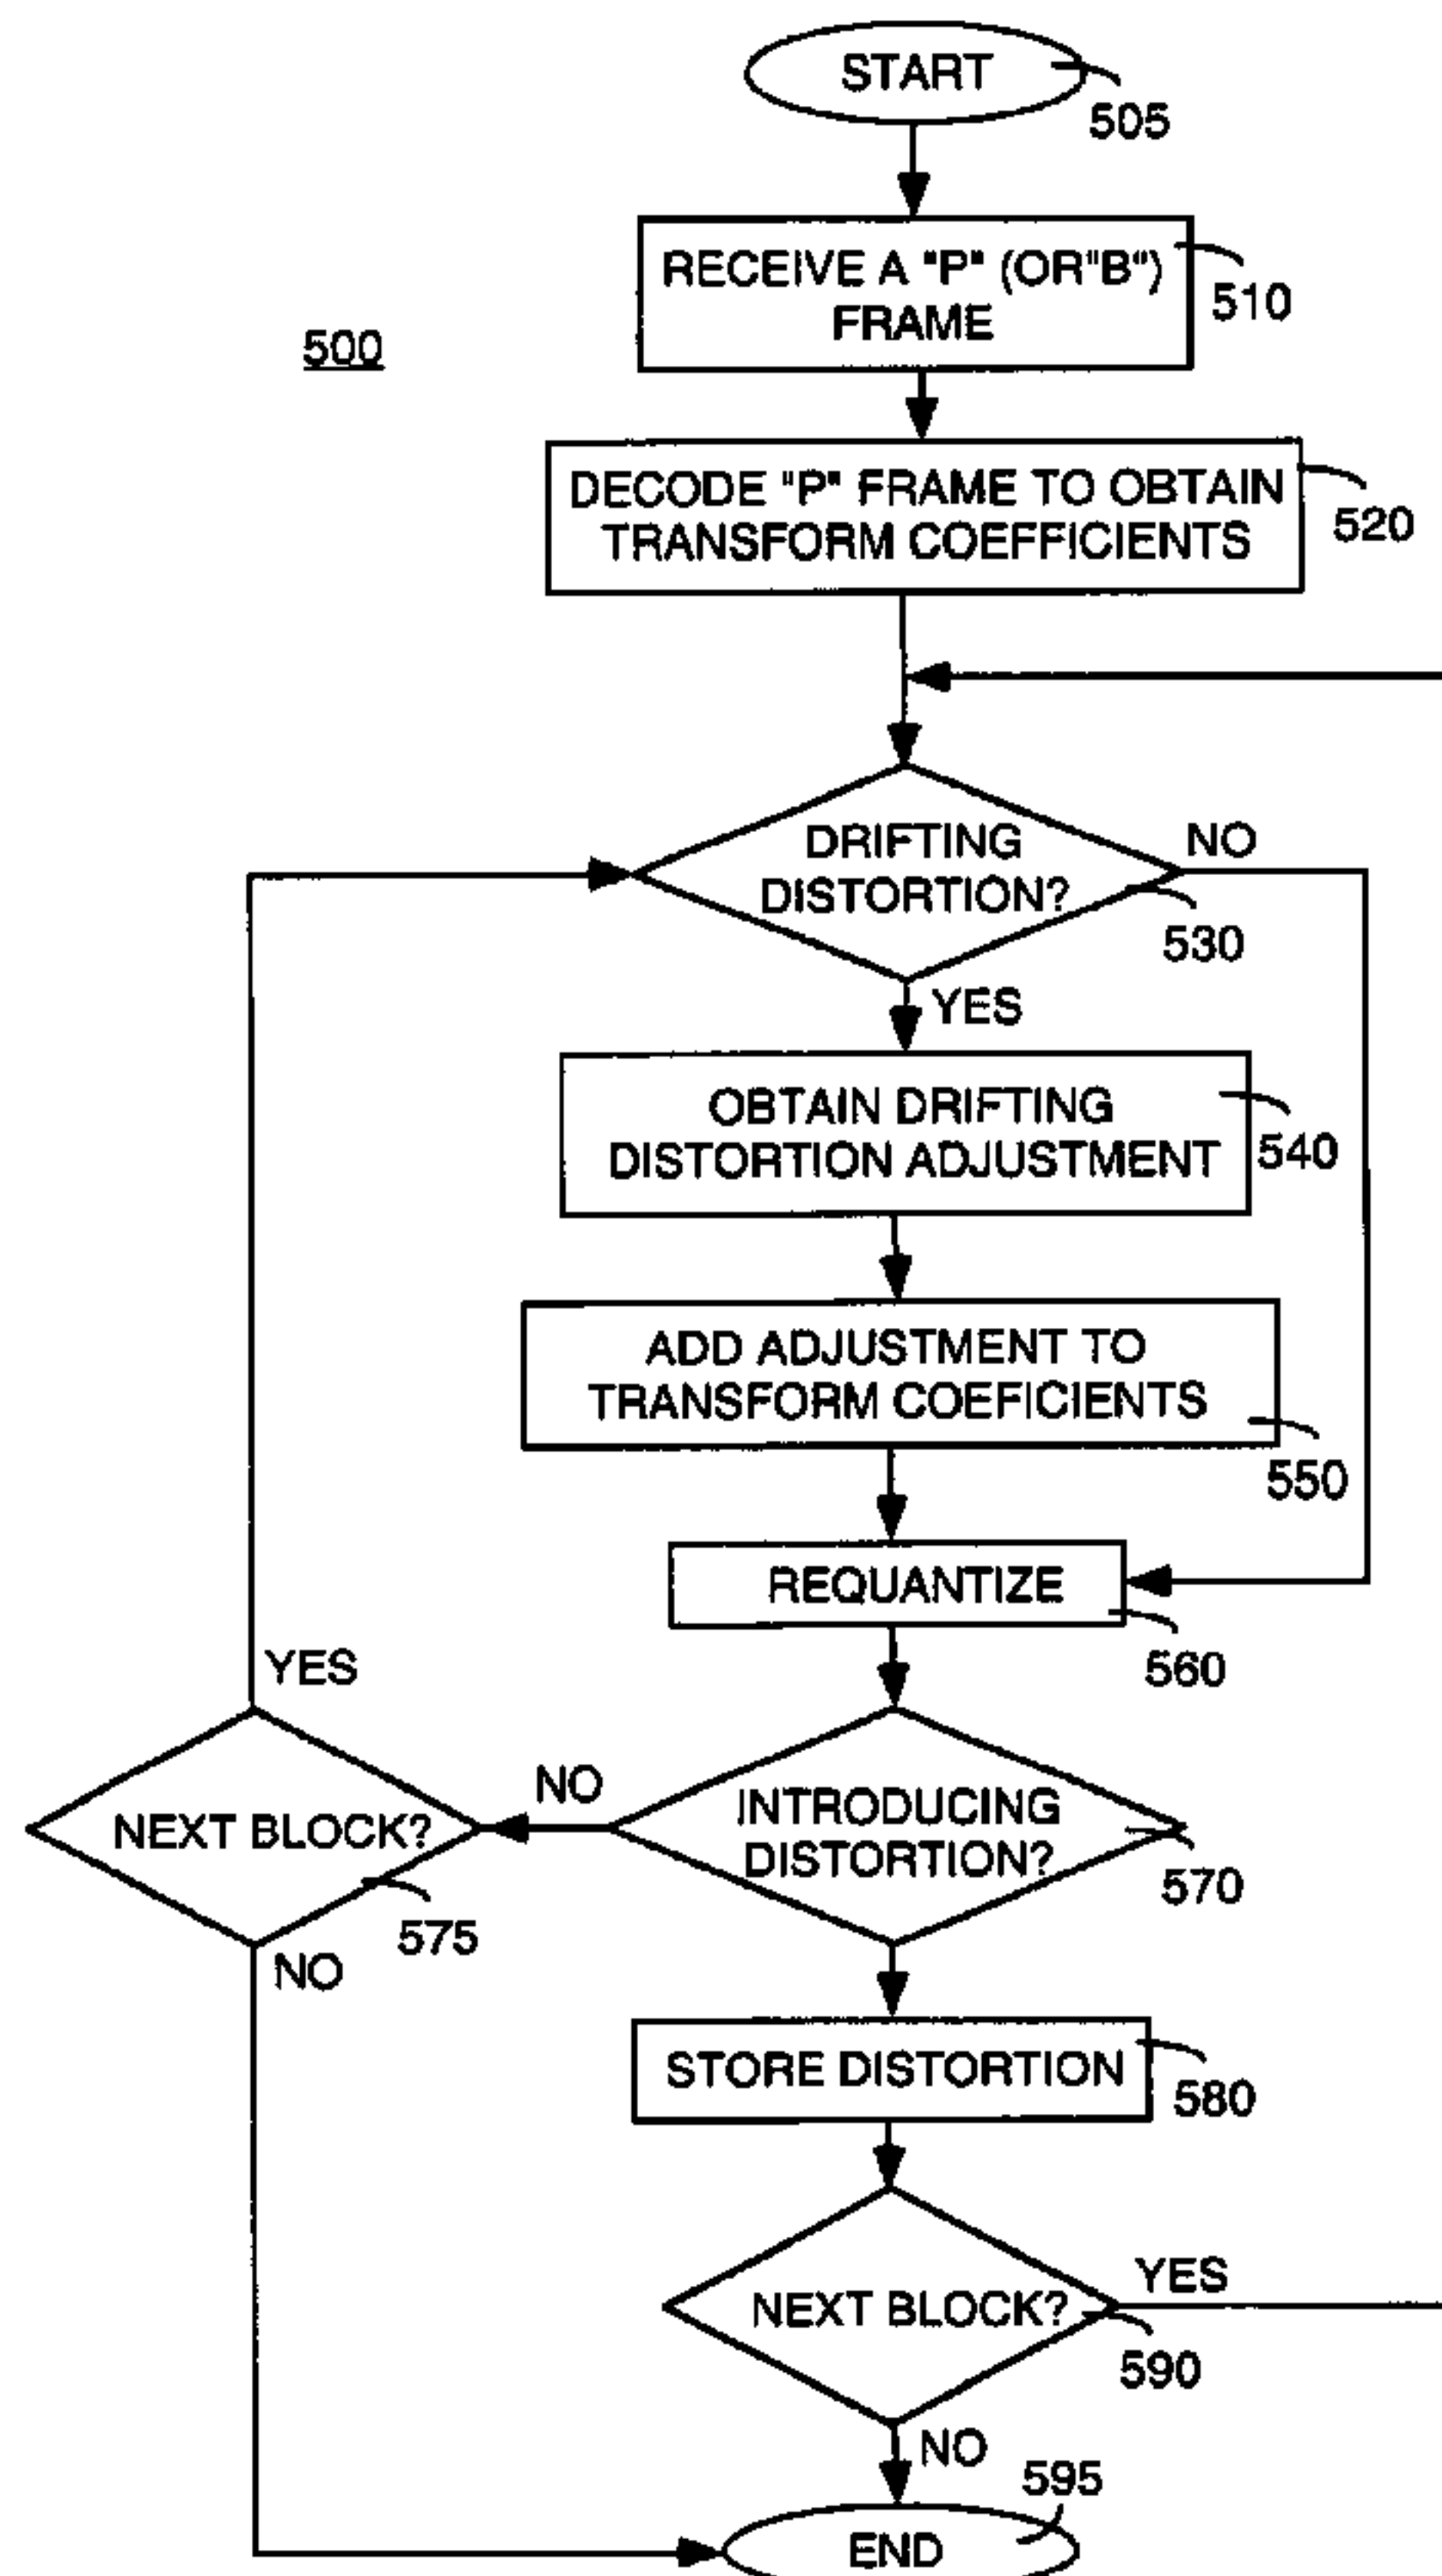 START
505
RECEIVE A "P" (OR"B")
FRAME
510
500
DECODE "P" FRAME TO OBTAIN
TRANSFORM COEFFICIENTS
520
DRIFTING
DISTORTION?
NO
530
YES
OBTAIN DRIFTING
DISTORTION ADJUSTMENT
540
ADD ADJUSTMENT TO
TRANSFORM COEFICIENTS
550
REQUANTIZE
560
YES
NEXT BLOCK?
575
NO
NO
INTRODUCING
DISTORTION?
570
STORE DISTORTION
580
NEXT BLOCK?
YES
590
NO
595
END